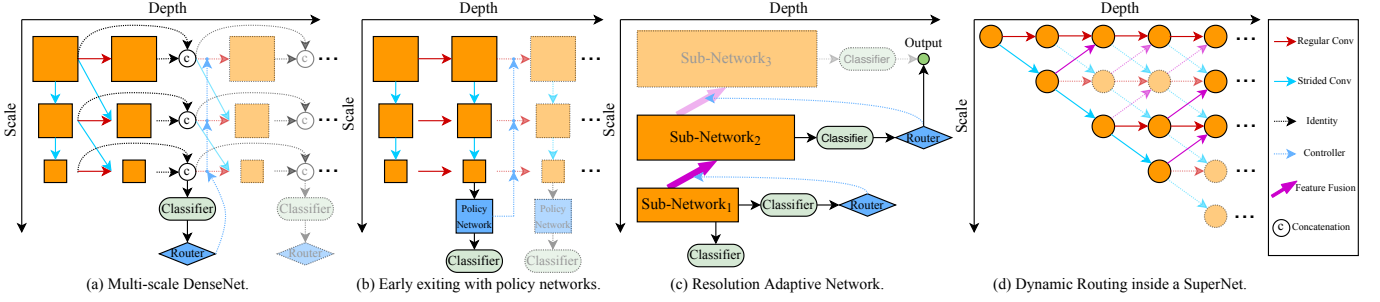 Depth
Scale
c
c
c
c
c
c
Classifier
Classifier
Router
Router
(a) Multi-scale DenseNet.
Depth
Scale
Policy
Network
Policy
Network
Classifier
Classifier
(b) Early exiting with policy networks.
Depth
Scale
Output
Sub-Network3
Classifier
Sub-Network2
Classifier
Router
Sub-Network1
Classifier
Router
Classifier
(c) Resolution Adaptive Network.
Depth
Scale
(d) Dynamic Routing inside a SuperNet.
Regular Conv
Strided Conv
Identity
Controller
Feature Fusion
c Concatenation